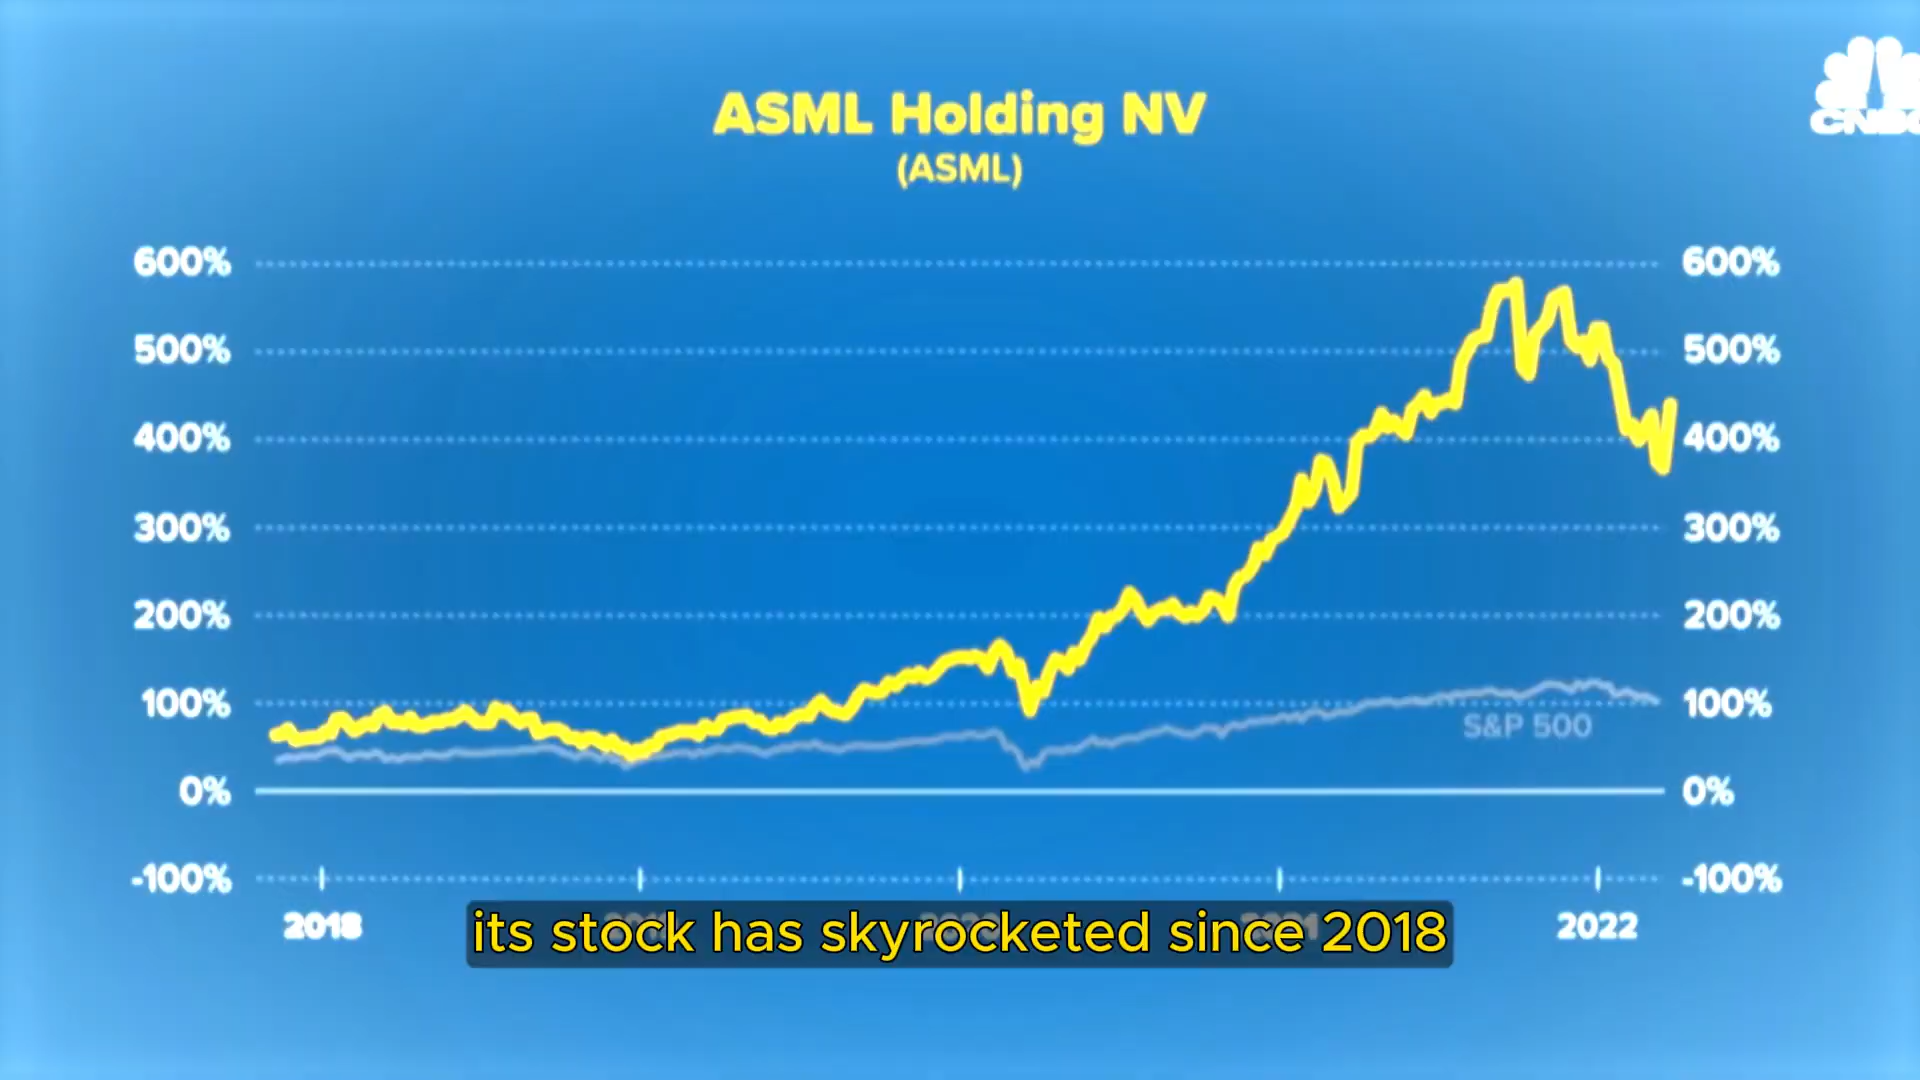 ASML Holding NV
(ASML)
600% 600%
500% 500%
400% 400%
300% 300%
200% 200%
100% 100%
S&P 500
0% 0%
-100% -100%
2018 2022
its stock has skyrocketed since 2018